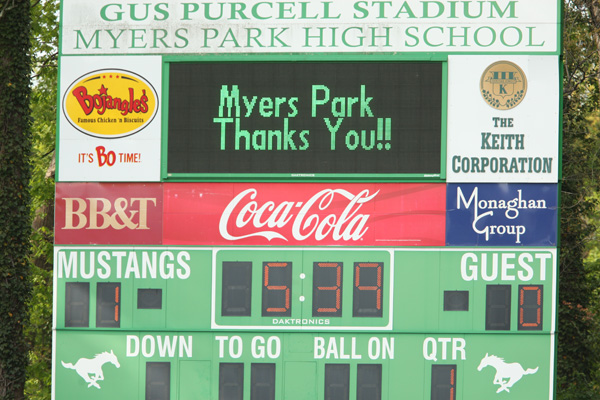 GUS PURCELL STADIUM
MYERS PARK HIGH SCHOOL
Bojangles'
Famous Chicken 'n Biscuits
IT'S BO TIME!
Myers Park
Thanks You!!
DAKTRONICS
K
THE
KEITH
CORPORATION
BB&T
Coca-Cola
Monaghan
Group
MUSTANGS
GUEST
1
5:39
0
DAKTRONICS
DOWN
TO GO
BALL ON
QTR
1